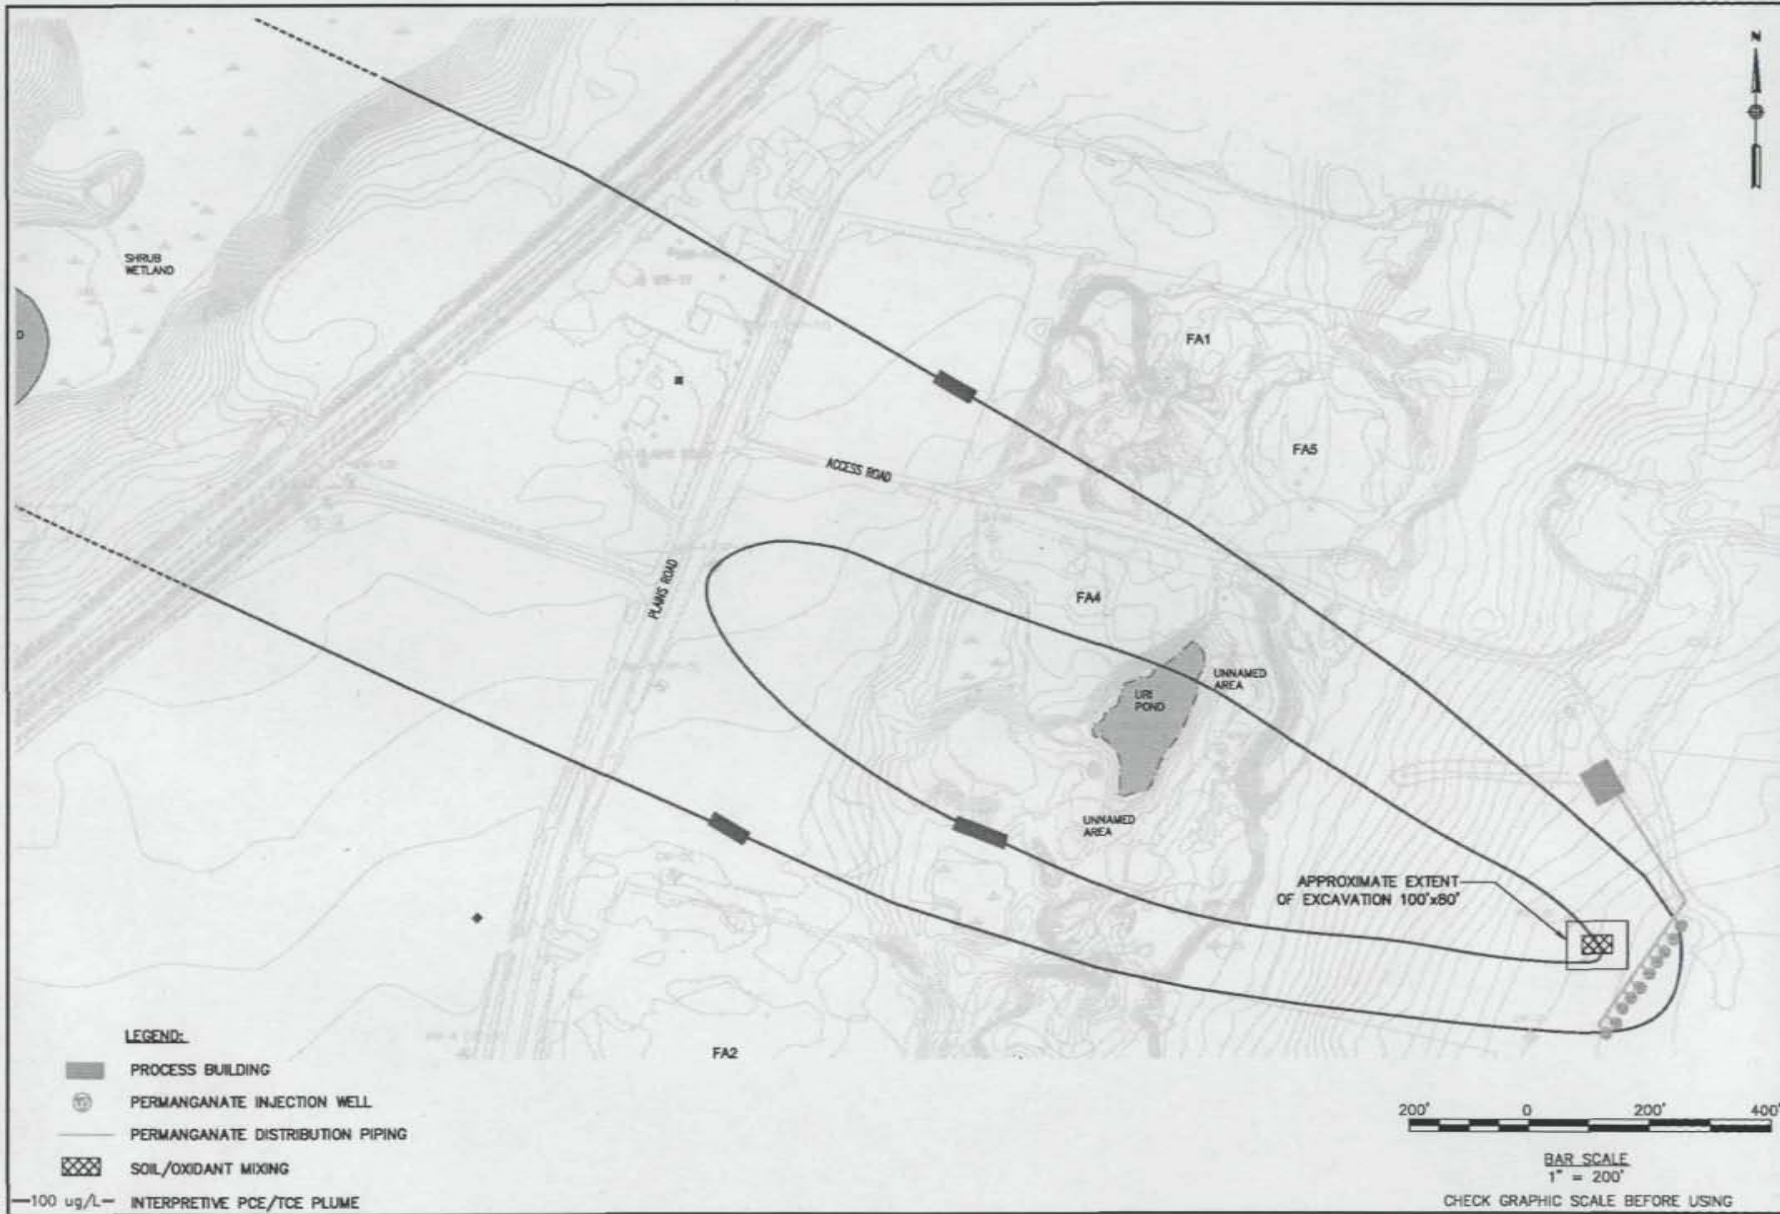 N
SHRUB
WETLAND
D
FA1
FA5
ACCESS ROAD
PLAINS ROAD
FA4
UNNAMED
AREA
URI
POND
UNNAMED
AREA
APPROXIMATE EXTENT
OF EXCAVATION 100'x80'
FA2
LEGEND:
PROCESS BUILDING
PERMANGANATE INJECTION WELL
PERMANGANATE DISTRIBUTION PIPING
SOIL/OXIDANT MIXING
100 ug/L INTERPRETIVE PCE/TCE PLUME
200' 0 200' 400'
BAR SCALE
1" = 200'
CHECK GRAPHIC SCALE BEFORE USING